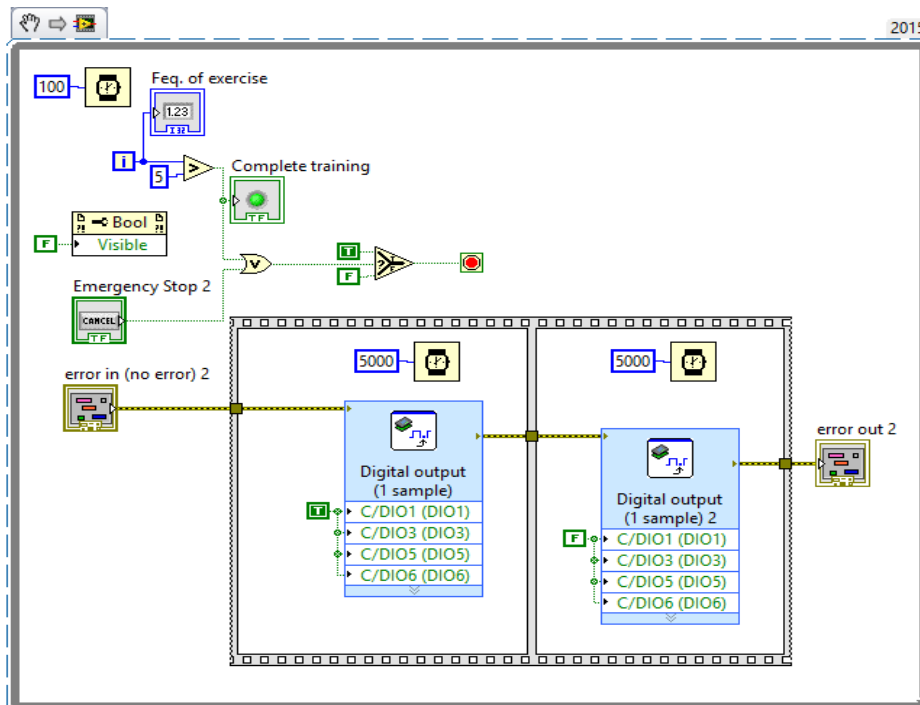 2015
100
Feq. of exercise
1.23
I32
i
5
>
Complete training
TF
?! Bool ?!
F Visible
V
T
F
?
T
F
Emergency Stop 2
CANCEL
TF
5000
5000
error in (no error) 2
error out 2
Digital output
(1 sample)
T C/DIO1 (DIO1)
C/DIO3 (DIO3)
C/DIO5 (DIO5)
C/DIO6 (DIO6)
Digital output
(1 sample) 2
F C/DIO1 (DIO1)
C/DIO3 (DIO3)
C/DIO5 (DIO5)
C/DIO6 (DIO6)